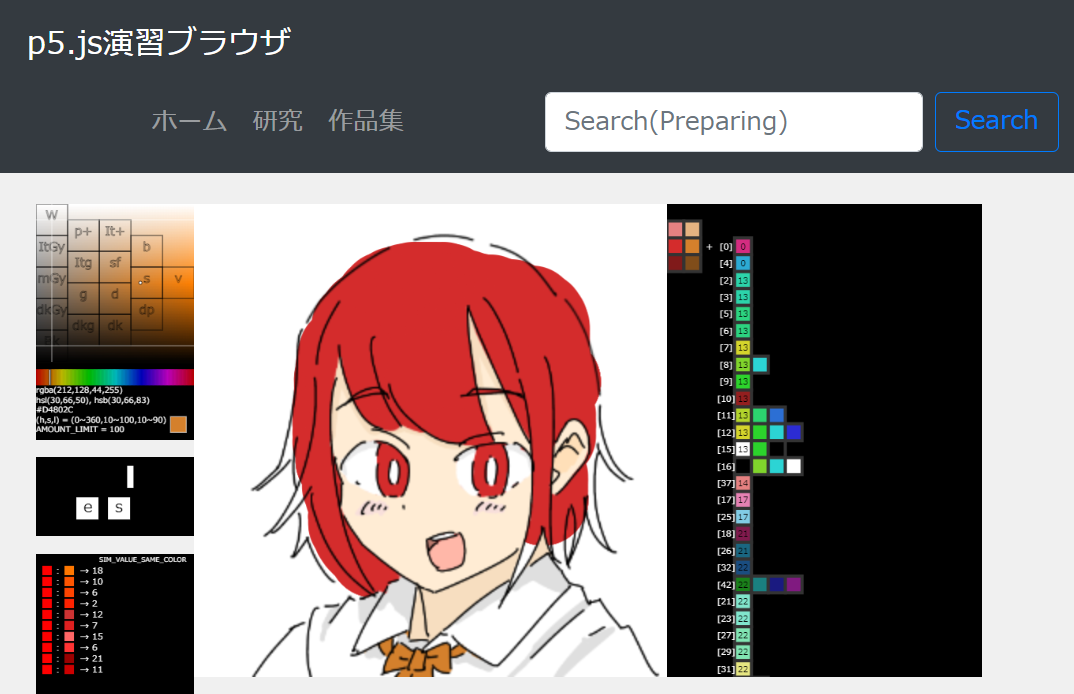 p5.js演習ブラウザ
ホーム 研究 作品集
Search(Preparing)
Search
W
p+ It+
ltGy b
Itg sf
mGy s v
g d
dkGy dp
dkg dk
rgba(212,128,44,255)
hsl(30,66,50), hsb(30,66,83)
#D4802C
(h,s,l) = (0~360,10~100,10~90)
AMOUNT_LIMIT = 100
e s
SIM_VALUE_SAME_COLOR
: → 18
: → 10
: → 6
: → 2
: → 12
: → 7
: → 15
: → 6
: → 21
: → 11
+ [0] 0
[4] 0
[2] 13
[3] 13
[5] 13
[6] 13
[7] 13
[8] 13
[9] 13
[10] 13
[11] 13
[12] 13
[15] 13
[16]
[37] 14
[17] 17
[25] 17
[18] 21
[26] 21
[32] 22
[42] 22
[21] 22
[23] 22
[27] 22
[29] 22
[31] 22